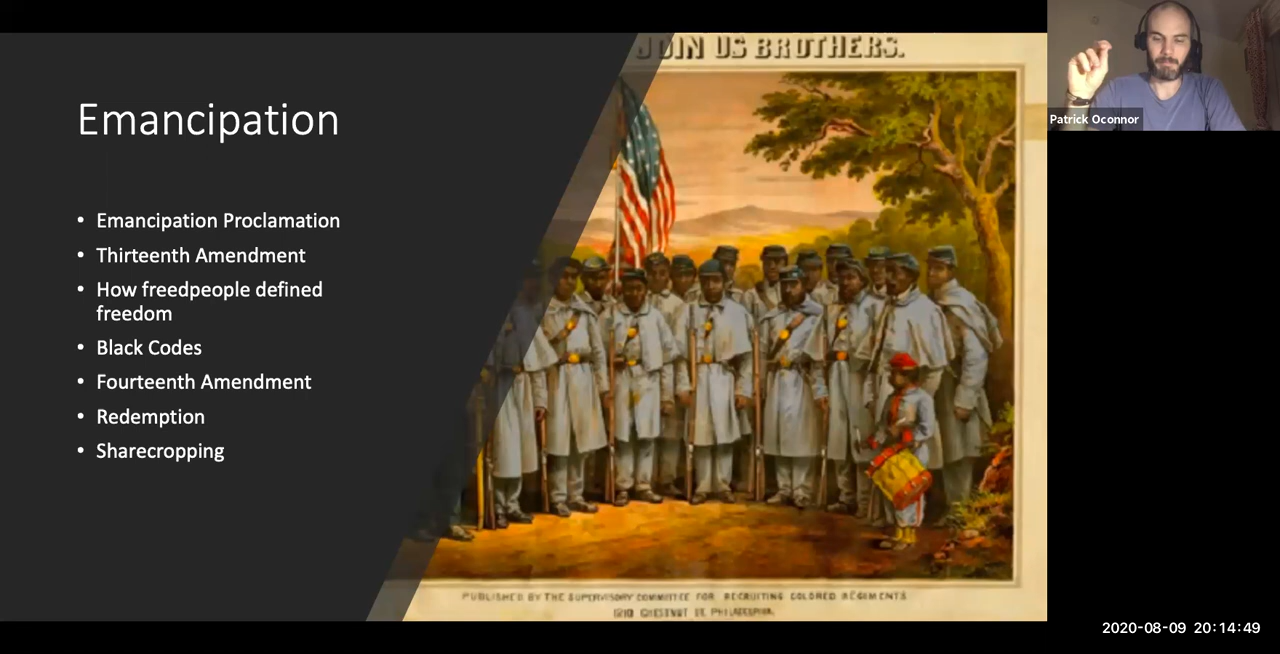 JOIN US BROTHERS.
Emancipation
• Emancipation Proclamation
• Thirteenth Amendment
• How freedpeople defined
freedom
• Black Codes
• Fourteenth Amendment
• Redemption
• Sharecropping
PUBLISHED BY THE SUPERVISORY COMMITTEE FOR RECRUITING COLORED REGIMENTS
1210 CHESTNUT ST. PHILADELPHIA.
Patrick Oconnor
2020-08-09 20:14:49